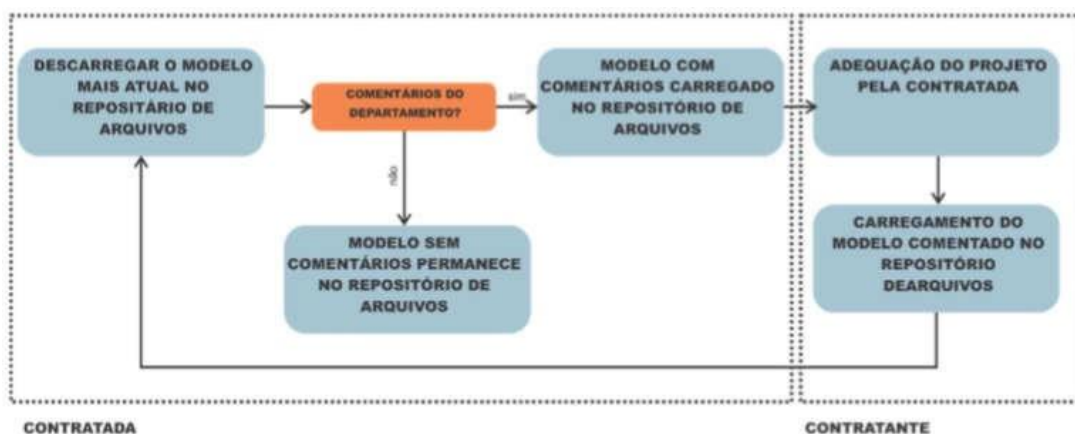 DESCARREGAR O MODELO
MAIS ATUAL NO
REPOSITÁRIO DE
ARQUIVOS
COMENTÁRIOS DO
DEPARTAMENTO?
sim
não
MODELO COM
COMENTÁRIOS CARREGADO
NO REPOSITÓRIO DE
ARQUIVOS
MODELO SEM
COMENTÁRIOS PERMANECE
NO REPOSITÓRIO DE
ARQUIVOS
ADEQUAÇÃO DO PROJETO
PELA CONTRATADA
CARREGAMENTO DO
MODELO COMENTADO NO
REPOSITÓRIO
DEARQUIVOS
CONTRATADA
CONTRATANTE